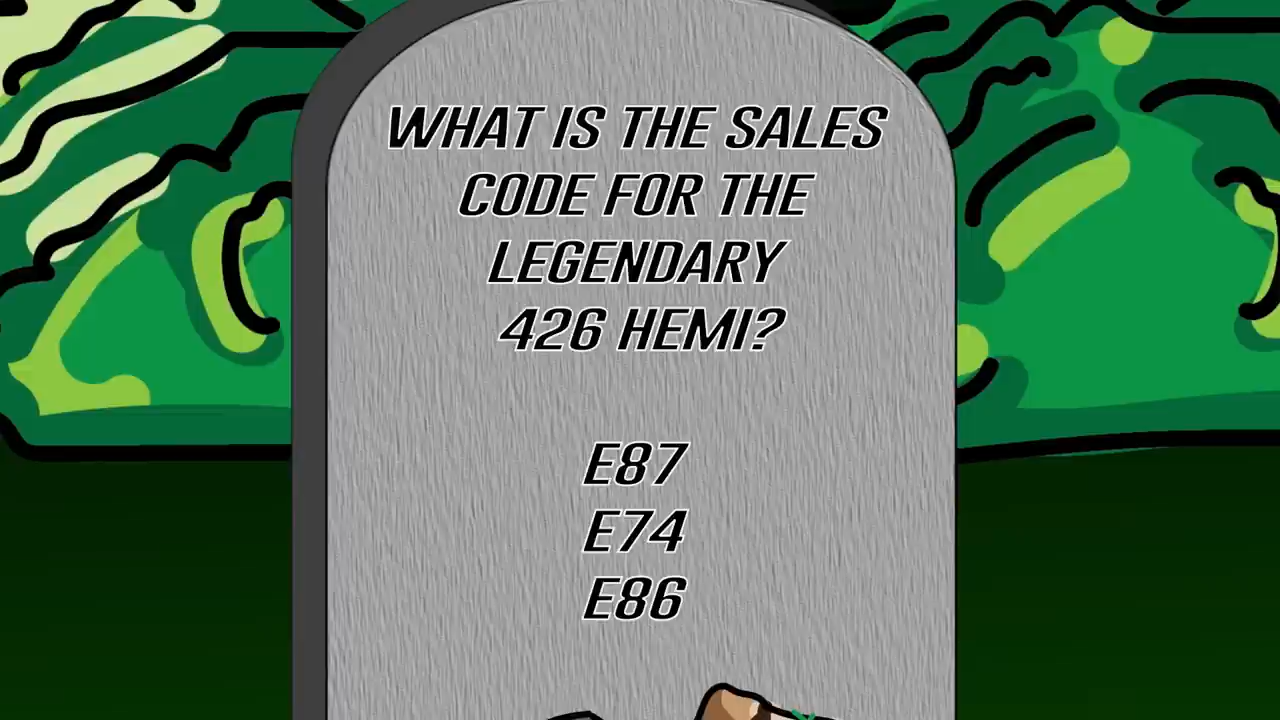 WHAT IS THE SALES
CODE FOR THE
LEGENDARY
426 HEMI?
E87
E74
E86